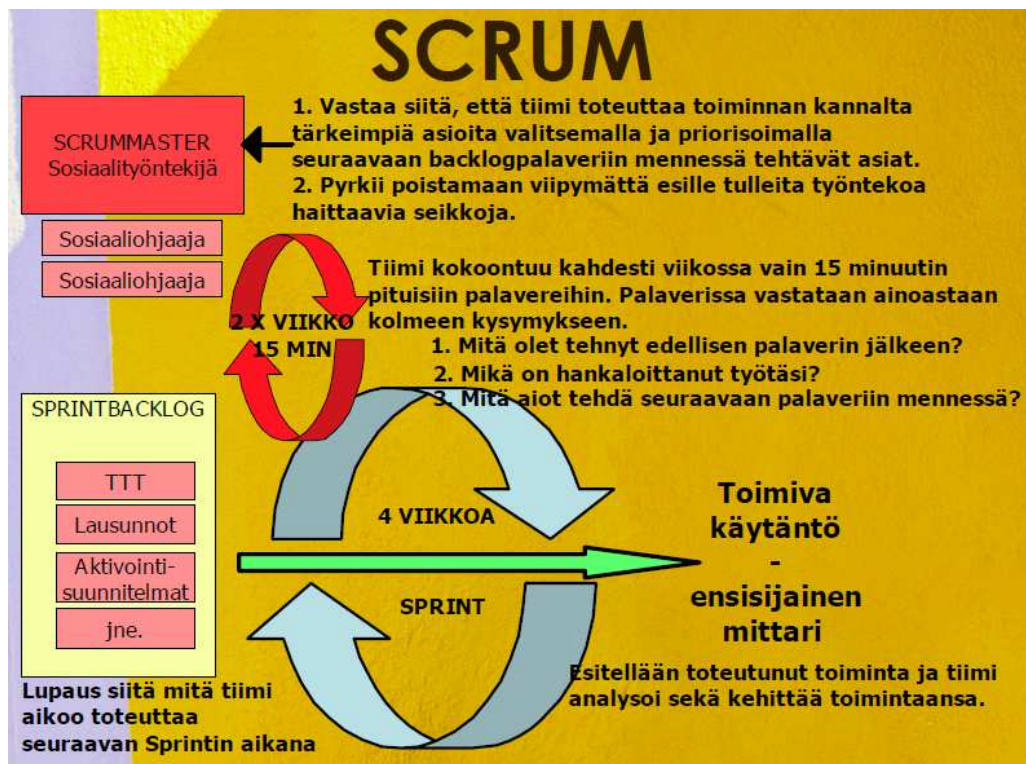 SCRUM
SCRUMMASTER
Sosiaalityöntekijä
1. Vastaa siitä, että tiimi toteuttaa toiminnan kannalta
tärkeimpiä asioita valitsemalla ja priorisoimalla
seuraavaan backlogpalaveriin mennessä tehtävät asiat.
2. Pyrkii poistamaan viipymättä esille tulleita työntekoa
haittaavia seikkoja.
Sosiaaliohjaaja
Sosiaaliohjaaja
2 X VIIKKO
15 MIN
Tiimi kokoontuu kahdesti viikossa vain 15 minuutin
pituisiin palavereihin. Palaverissa vastataan ainoastaan
kolmeen kysymykseen.
1. Mitä olet tehnyt edellisen palaverin jälkeen?
2. Mikä on hankaloittanut työtäsi?
3. Mitä aiot tehdä seuraavaan palaveriin mennessä?
SPRINTBACKLOG
TTT
Lausunnot
Aktivointi-
suunnitelmat
jne.
4 VIIKKOA
SPRINT
Toimiva
käytäntö
-
ensisijainen
mittari
Lupaus siitä mitä tiimi
aikoo toteuttaa
seuraavan Sprintin aikana
Esitellään toteutunut toiminta ja tiimi
analysoi sekä kehittää toimintaansa.